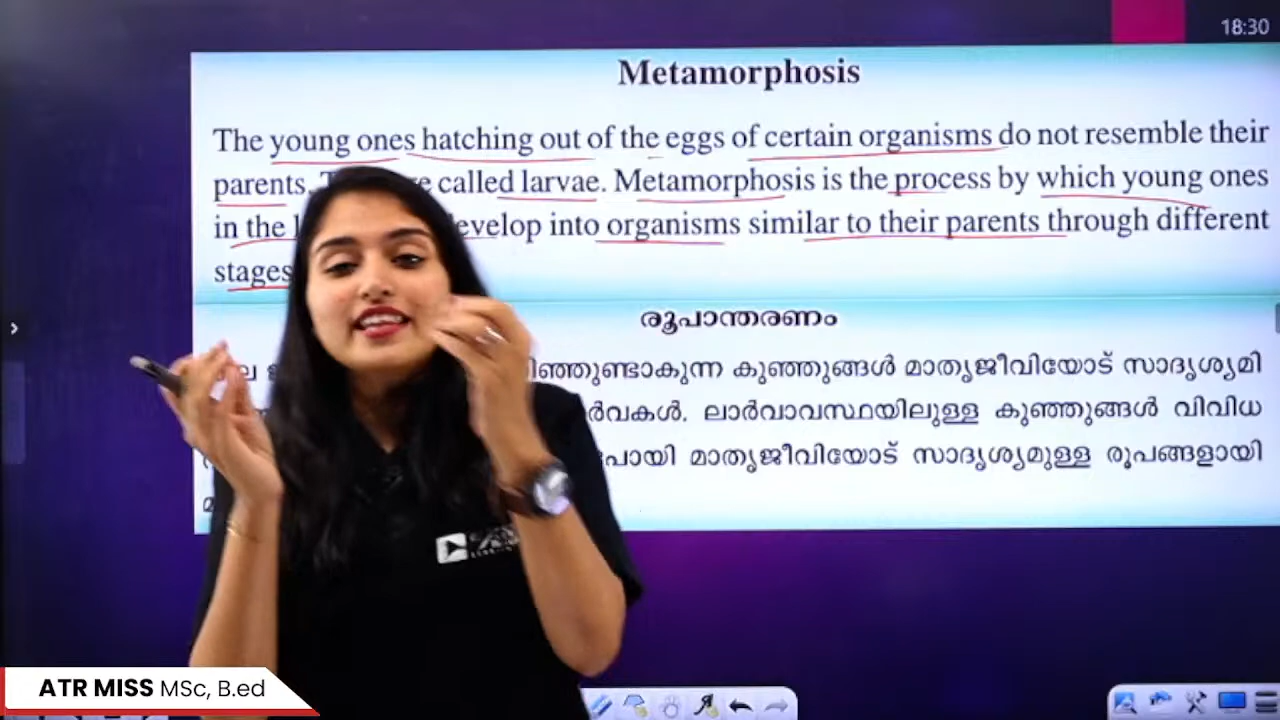 18:30
Metamorphosis
The young ones hatching out of the eggs of certain organisms do not resemble their
parents. called larvae. Metamorphosis is the process by which young ones
in the develop into organisms similar to their parents through different
stages
രൂപാന്തരണം
കുഞ്ഞുങ്ങൾ മാതൃജീവിയോട് സാദൃശ്യമി
ലാർവാവസ്ഥയിലുള്ള കുഞ്ഞുങ്ങൾ വിവിധ
മാതൃജീവിയോട് സാദൃശ്യമുള്ള രൂപങ്ങളായി
ATR MISS MSc, B.ed